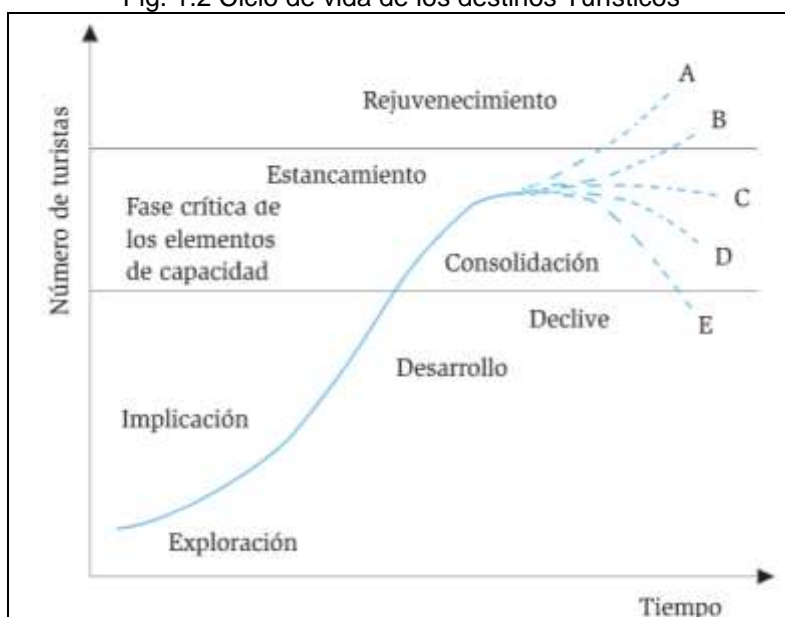 Fig. 1.2 Ciclo de vida de los destinos Turísticos
A
Rejuvenecimiento
B
Número de turistas
Estancamiento
Fase crítica de
los elementos
de capacidad
C
Consolidación
D
Declive
E
Desarrollo
Implicación
Exploración
Tiempo